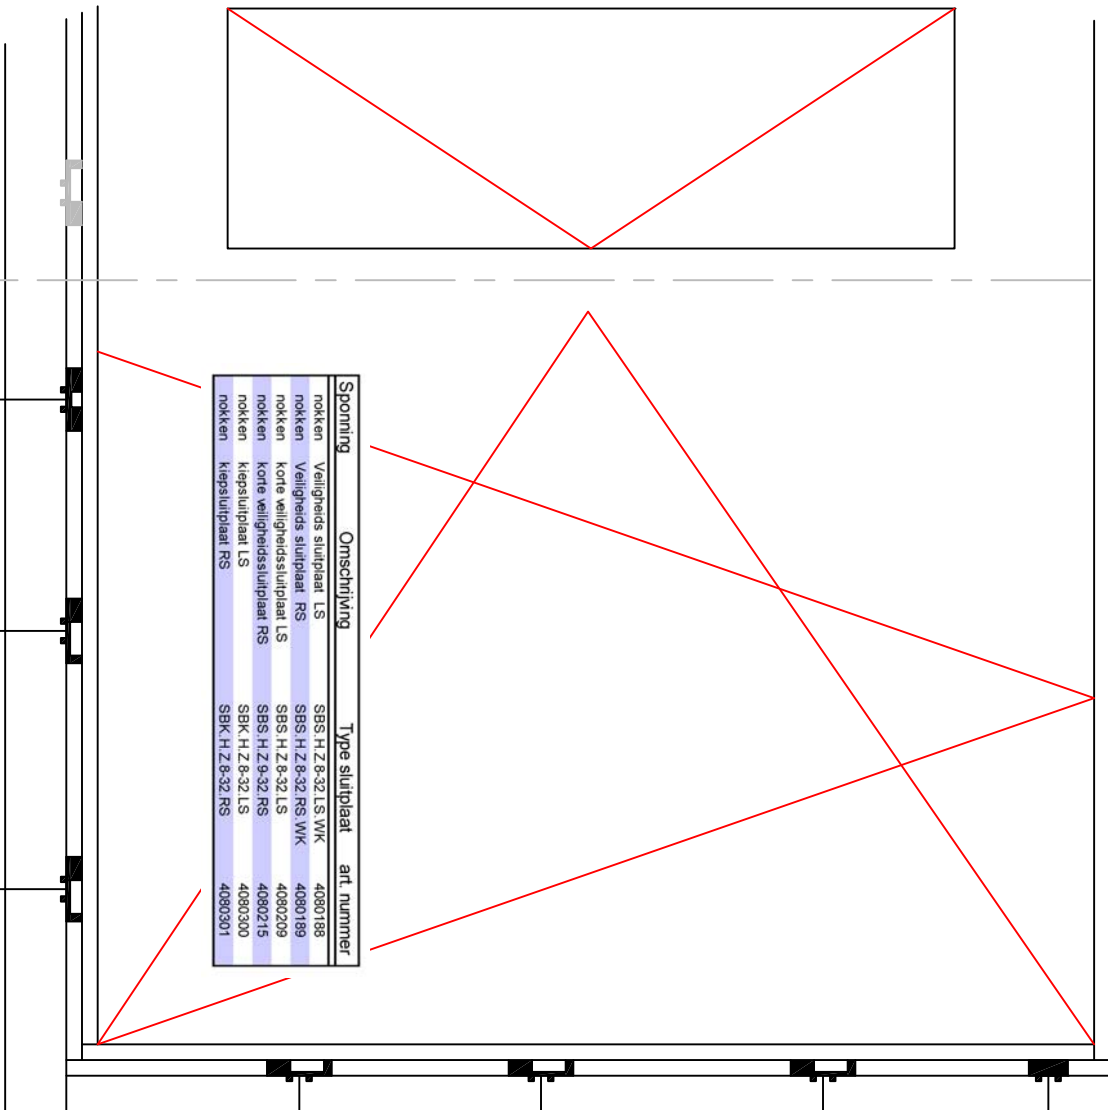 Sponning Omschrijving Type sluitplaat art. nummer
nokken Veiligheids sluitplaat LS SBS.H.Z.8-32.LS.WK 4080188
nokken Veiligheids sluitplaat RS SBS.H.Z.8-32.RS.WK 4080189
nokken korte veiligheidssluitplaat LS SBS.H.Z.8-32.LS 4080209
nokken korte veiligheidssluitplaat RS SBS.H.Z.9-32.RS 4080215
nokken kiepsluitplaat LS SBK.H.Z.8-32.LS 4080300
nokken kiepsluitplaat RS SBK.H.Z.8-32.RS 4080301